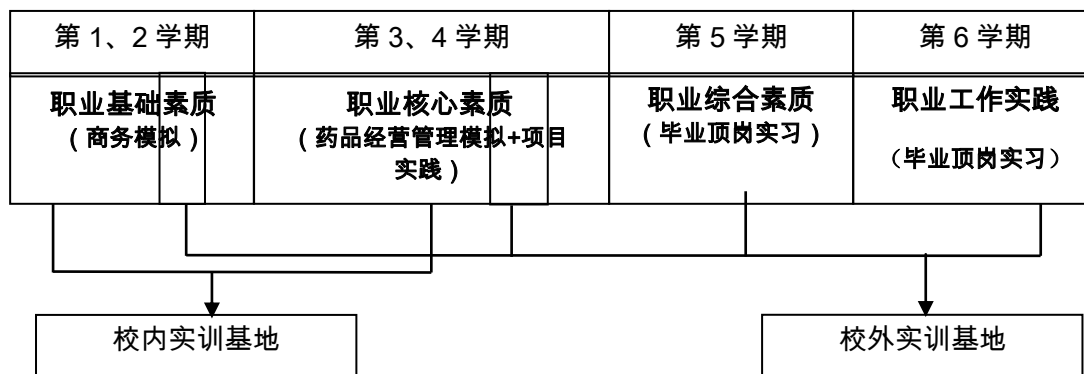 第 1、2 学期
第 3、4 学期
第 5 学期
第 6 学期
职业基础素质
（商务模拟）
职业核心素质
（药品经营管理模拟+项目
实践）
职业综合素质
（毕业顶岗实习）
职业工作实践
（毕业顶岗实习）
校内实训基地
校外实训基地